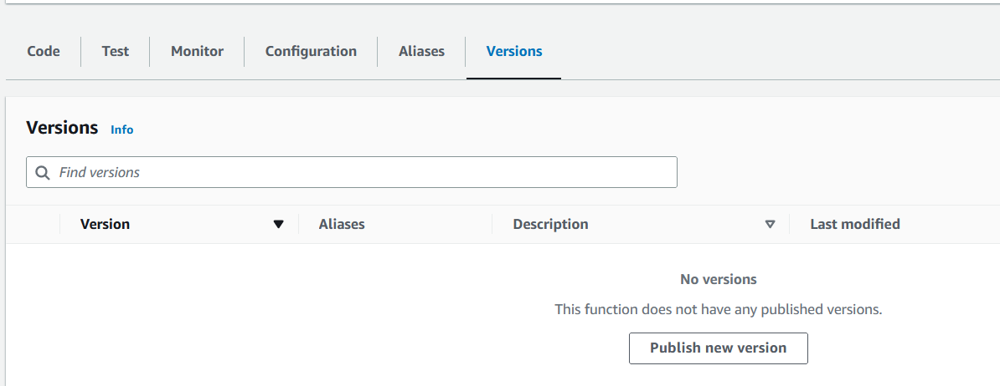 Code Test Monitor Configuration Aliases Versions
Versions Info
Find versions
Version Aliases Description Last modified
No versions
This function does not have any published versions.
Publish new version